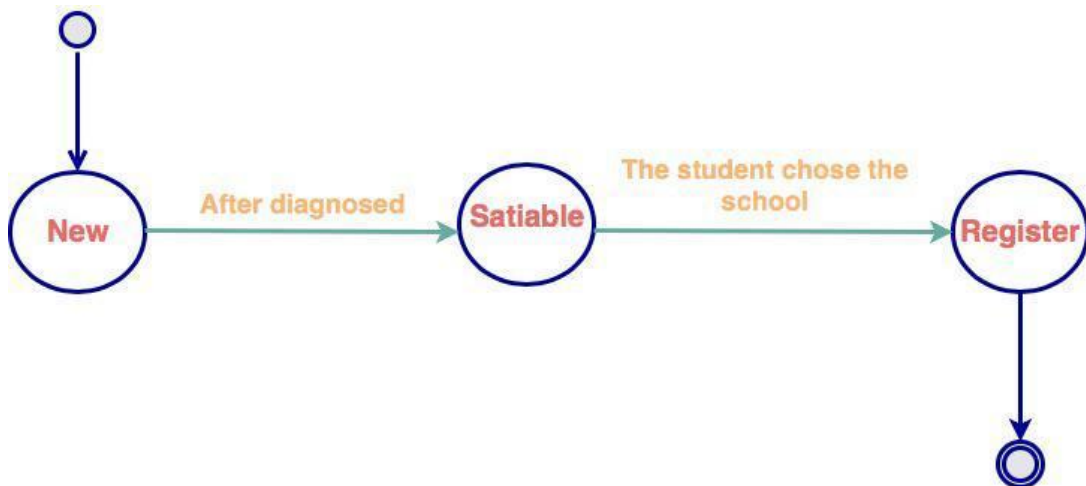 New
After diagnosed
Satiable
The student chose the
school
Register